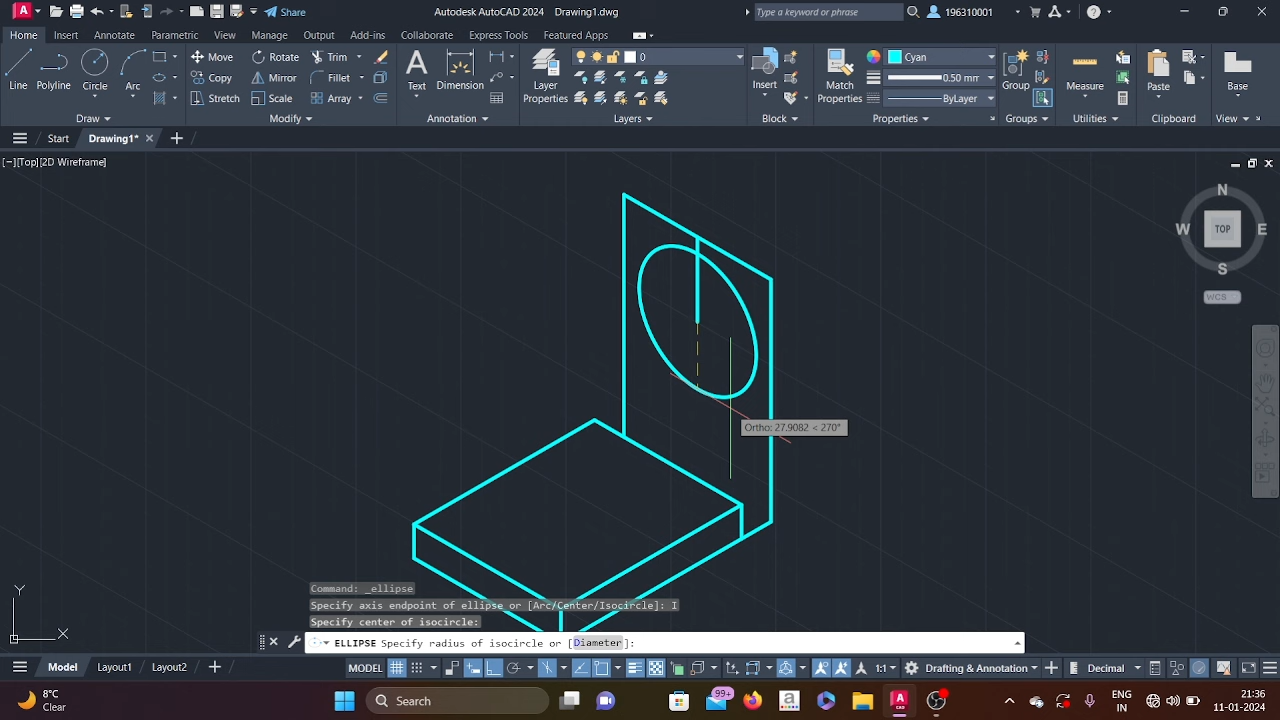 Share
Autodesk AutoCAD 2024 Drawing1.dwg
Type a keyword or phrase
196310001
Home Insert Annotate Parametric View Manage Output Add-ins Collaborate Express Tools Featured Apps
Line Polyline Circle Arc
Move Rotate Trim
Copy Mirror Fillet
Stretch Scale Array
Text Dimension
Layer Properties
0
Insert
Match Properties
Cyan
0.50 mm
ByLayer
Group
Measure
Paste
Base
Draw Modify Annotation Layers Block Properties Groups Utilities Clipboard View
Start Drawing1*
[−][Top][2D Wireframe]
N
W TOP E
S
WCS
Ortho: 27.9082 < 270°
Command: _ellipse
Specify axis endpoint of ellipse or [Arc/Center/Isocircle]: I
Specify center of isocircle:
ELLIPSE Specify radius of isocircle or [Diameter]:
Y
X
Model Layout1 Layout2
MODEL 1:1 Drafting & Annotation Decimal
8°C
Clear
Search
99+
ENG
IN
21:39
11-01-2024